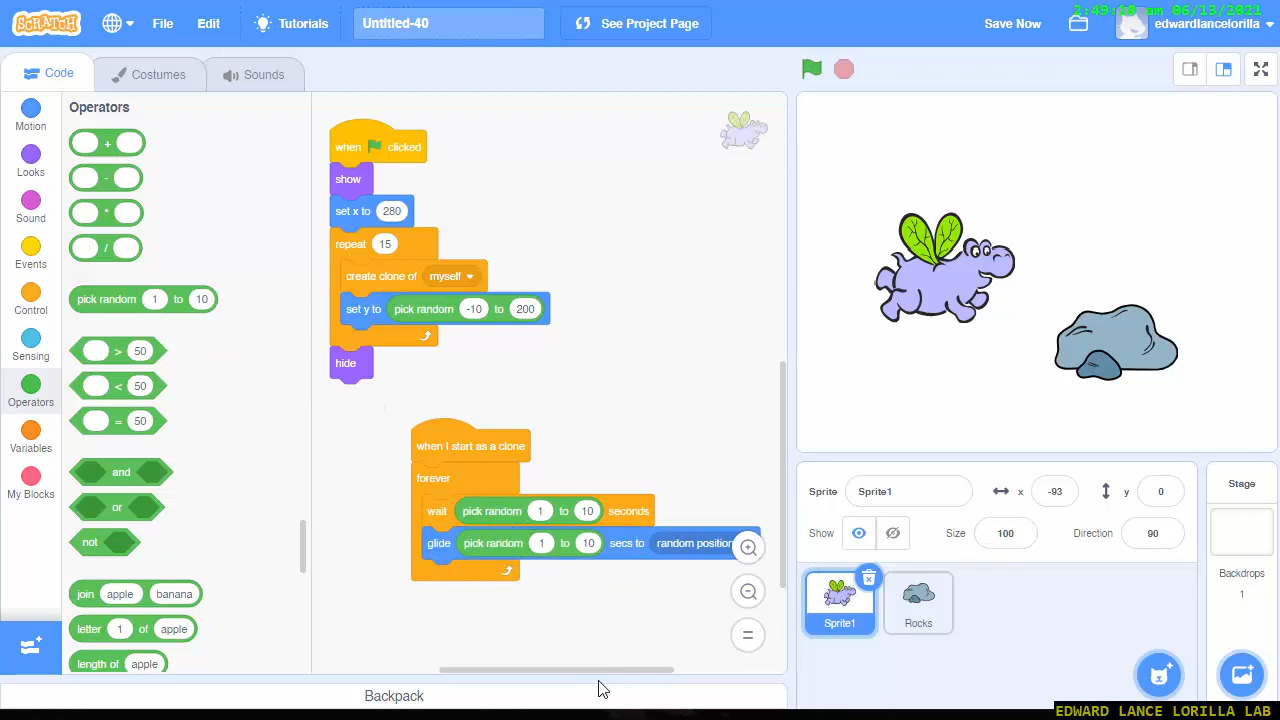 SCRATCH
File
Edit
Tutorials
Untitled-40
See Project Page
Save Now
edwardlancelorilla
am 06/13/2021
Code
Costumes
Sounds
Motion
Looks
Sound
Events
Control
Sensing
Operators
Variables
My Blocks
Operators
+
-
*
/
pick random 1 to 10
> 50
< 50
= 50
and
or
not
join apple banana
letter 1 of apple
length of apple
when clicked
show
set x to 280
repeat 15
create clone of myself
set y to pick random -10 to 200
hide
when I start as a clone
forever
wait pick random 1 to 10 seconds
glide pick random 1 to 10 secs to random position
Backpack
Sprite Sprite1 x -93 y 0
Show Size 100 Direction 90
Sprite1
Rocks
Stage
Backdrops
1
EDWARD LANCE LORILLA LAB